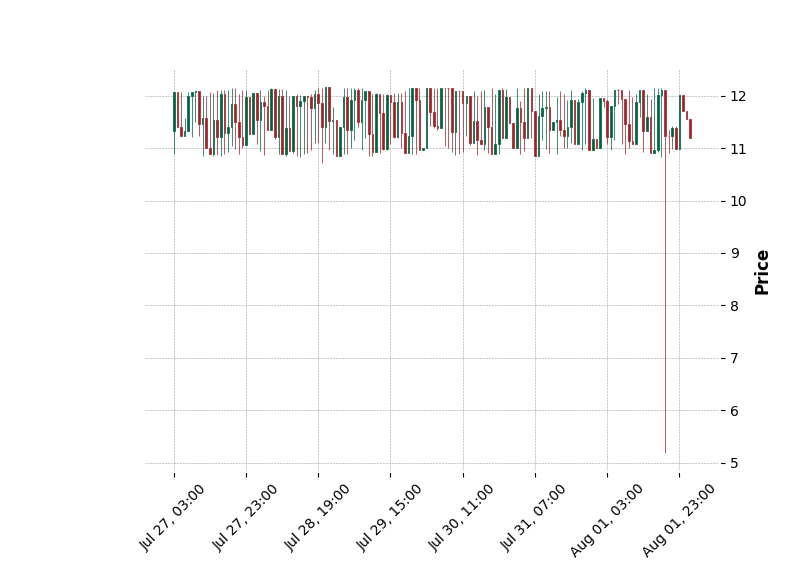 12
11
10
9
8
7
6
5
Price
Jul 27, 03:00
Jul 27, 23:00
Jul 28, 19:00
Jul 29, 15:00
Jul 30, 11:00
Jul 31, 07:00
Aug 01, 03:00
Aug 01, 23:00